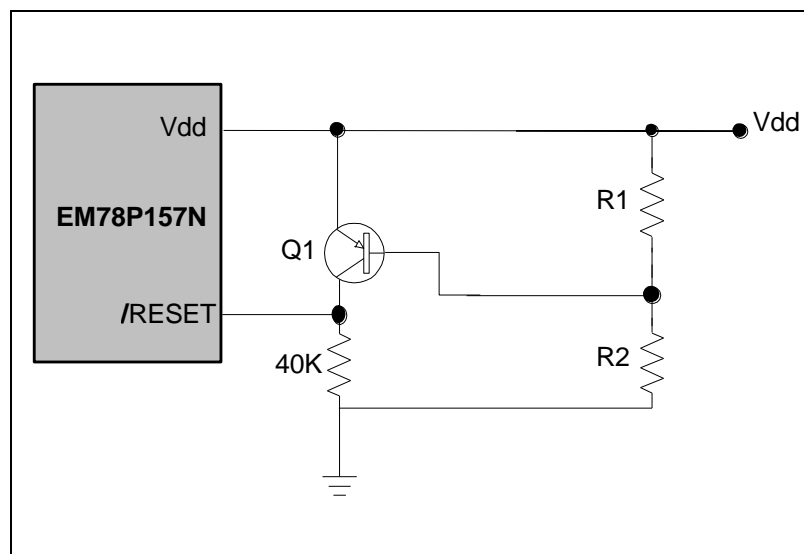 Vdd
Vdd
R1
EM78P157N
Q1
/RESET
40K
R2